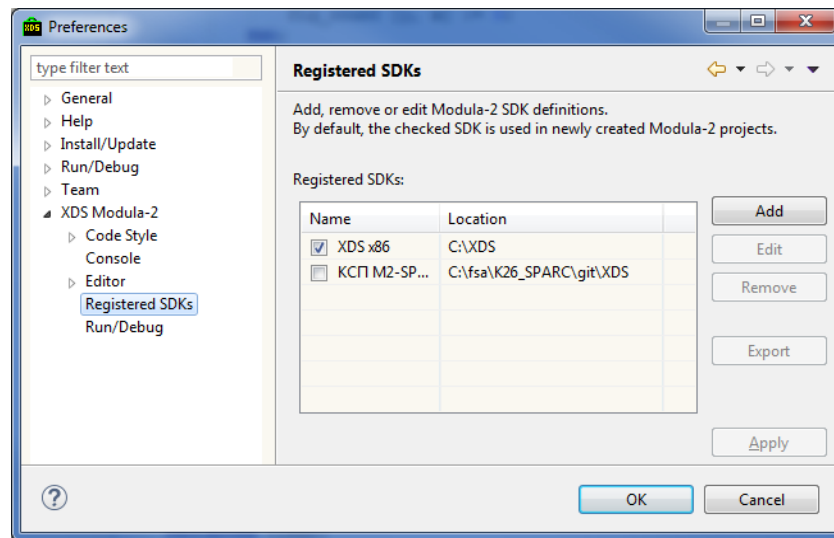 XDS Preferences
type filter text
General
Help
Install/Update
Run/Debug
Team
XDS Modula-2
Code Style
Console
Editor
Registered SDKs
Run/Debug
Registered SDKs
Add, remove or edit Modula-2 SDK definitions.
By default, the checked SDK is used in newly created Modula-2 projects.
Registered SDKs:
Name Location
XDS x86 C:\XDS
КСП M2-SP... C:\fsa\K26_SPARC\git\XDS
Add
Edit
Remove
Export
Apply
? OK Cancel